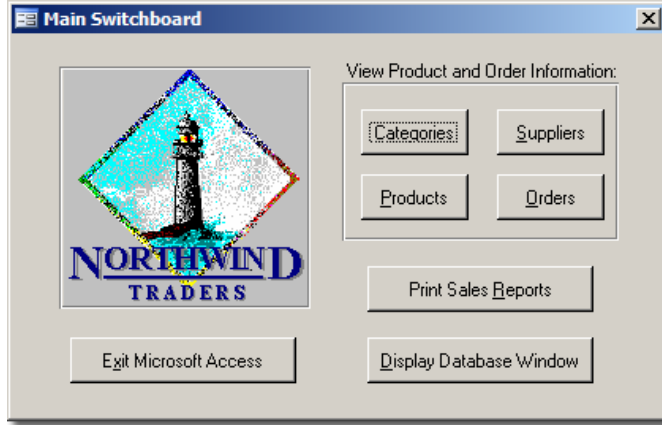 Main Switchboard
View Product and Order Information:
Categories
Suppliers
Products
Orders
NORTHWIND
TRADERS
Print Sales Reports
Exit Microsoft Access
Display Database Window